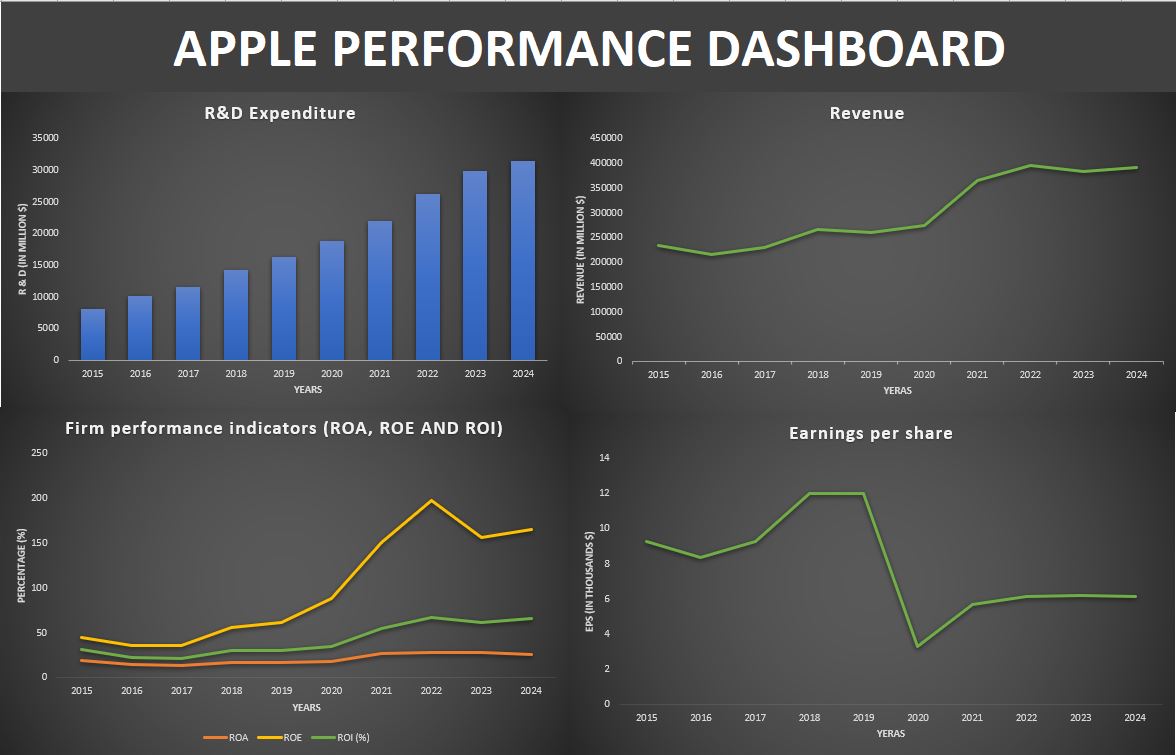 APPLE PERFORMANCE DASHBOARD
R&D Expenditure
35000
30000
25000
20000
15000
10000
5000
0
R & D (IN MILLION $)
2015 2016 2017 2018 2019 2020 2021 2022 2023 2024
YEARS
Revenue
450000
400000
350000
300000
250000
200000
150000
100000
50000
0
REVENUE (IN MILLION $)
2015 2016 2017 2018 2019 2020 2021 2022 2023 2024
YERAS
Firm performance indicators (ROA, ROE AND ROI)
250
200
150
100
50
0
PERCENTAGE (%)
2015 2016 2017 2018 2019 2020 2021 2022 2023 2024
YEARS
ROA ROE ROI (%)
Earnings per share
14
12
10
8
6
4
2
0
EPS (IN THOUSANDS $)
2015 2016 2017 2018 2019 2020 2021 2022 2023 2024
YERAS